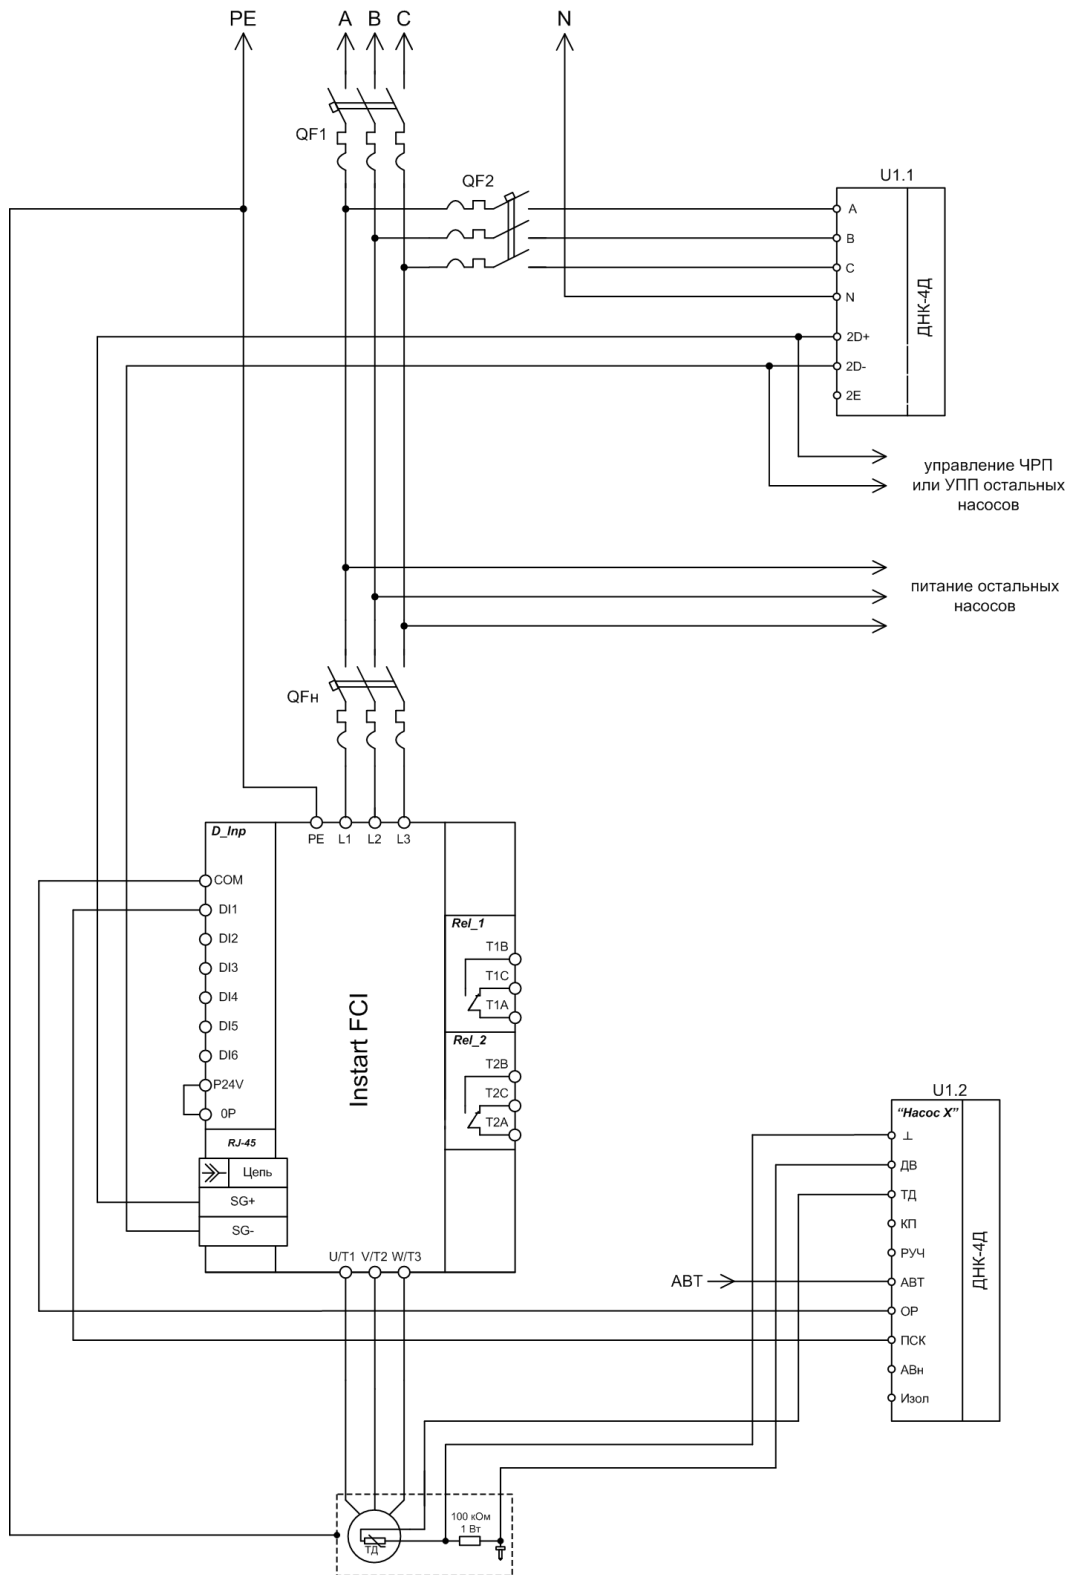 PE A B C N
QF1
QF2
U1.1
A
B
C
N
2D+
2D-
2E
ДНК-4Д
управление ЧРП
или УПП остальных
насосов
питание остальных
насосов
QFн
D_Inp
PE L1 L2 L3
COM
DI1
DI2
DI3
DI4
DI5
DI6
P24V
0P
RJ-45
Цепь
SG+
SG-
Instart FCI
Rel_1
T1B
T1C
T1A
Rel_2
T2B
T2C
T2A
U/T1 V/T2 W/T3
U1.2
“Насос X”
⊥
ДВ
ТД
КП
РУЧ
АВТ
ОР
ПСК
АВн
Изол
ДНК-4Д
АВТ
100 кОм
1 Вт
ТД